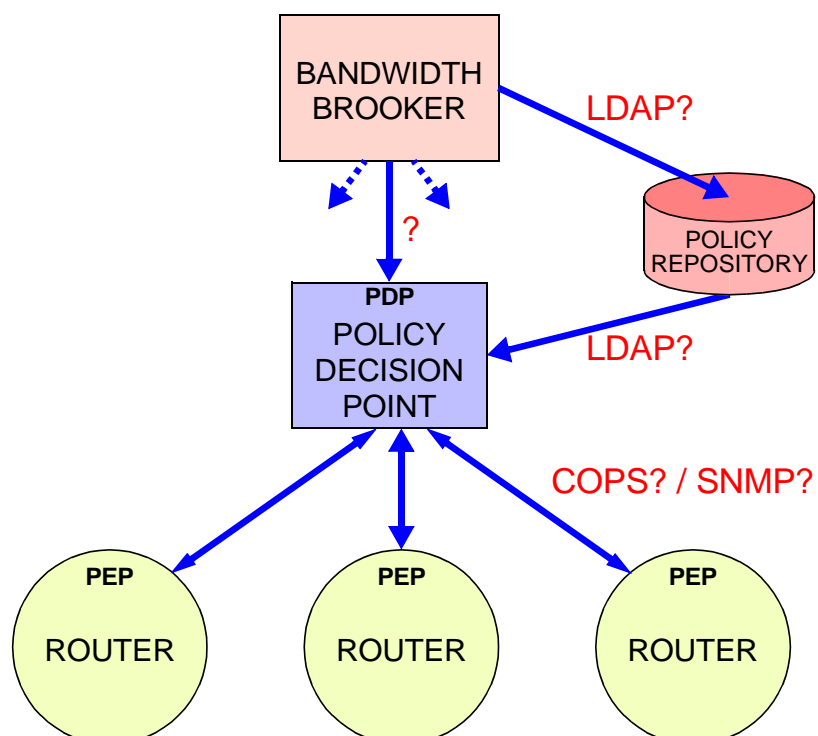 BANDWIDTH
BROOKER
LDAP?
?
POLICY
REPOSITORY
PDP
POLICY
DECISION
POINT
LDAP?
COPS? / SNMP?
PEP
ROUTER
PEP
ROUTER
PEP
ROUTER